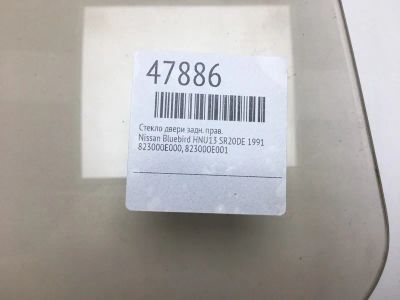 47886
Стекло двери задн. прав.
Nissan Bluebird HNU13 SR20DE 1991
823000E000, 823000E001